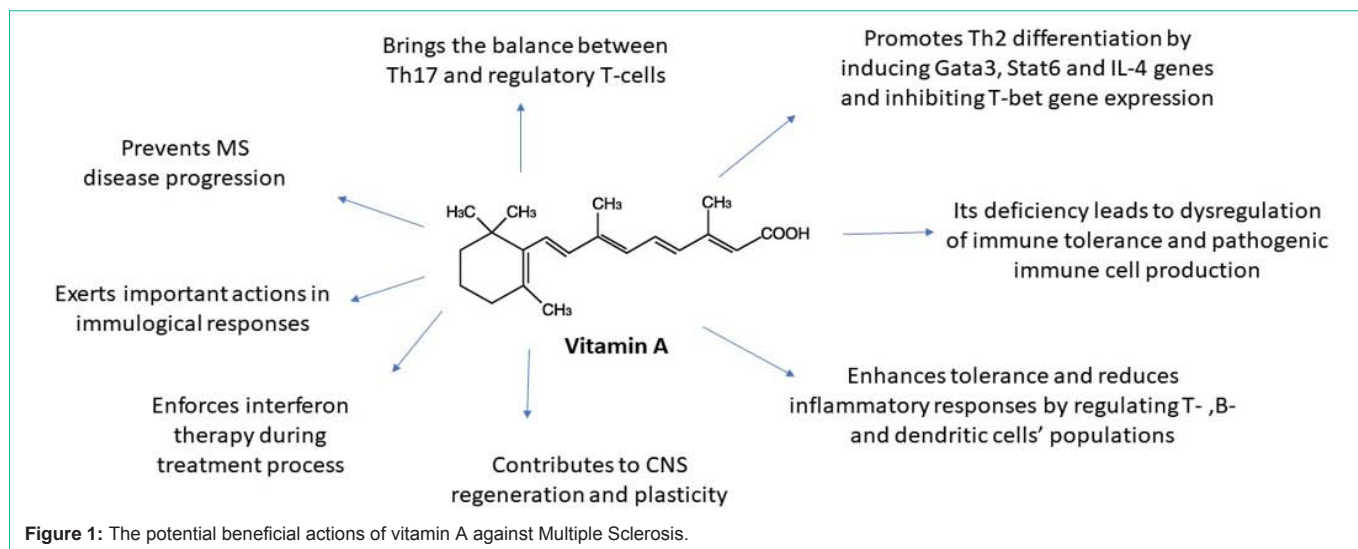 Brings the balance between
Th17 and regulatory T-cells
Promotes Th2 differentiation by
inducing Gata3, Stat6 and IL-4 genes
and inhibiting T-bet gene expression
Prevents MS
disease progression
H₃C
CH₃
CH₃
CH₃
COOH
CH₃
Vitamin A
Its deficiency leads to dysregulation
of immune tolerance and pathogenic
immune cell production
Exerts important actions in
immulogical responses
Enhances tolerance and reduces
inflammatory responses by regulating T- ,B-
and dendritic cells’ populations
Enforces interferon
therapy during
treatment process
Contributes to CNS
regeneration and plasticity
Figure 1: The potential beneficial actions of vitamin A against Multiple Sclerosis.